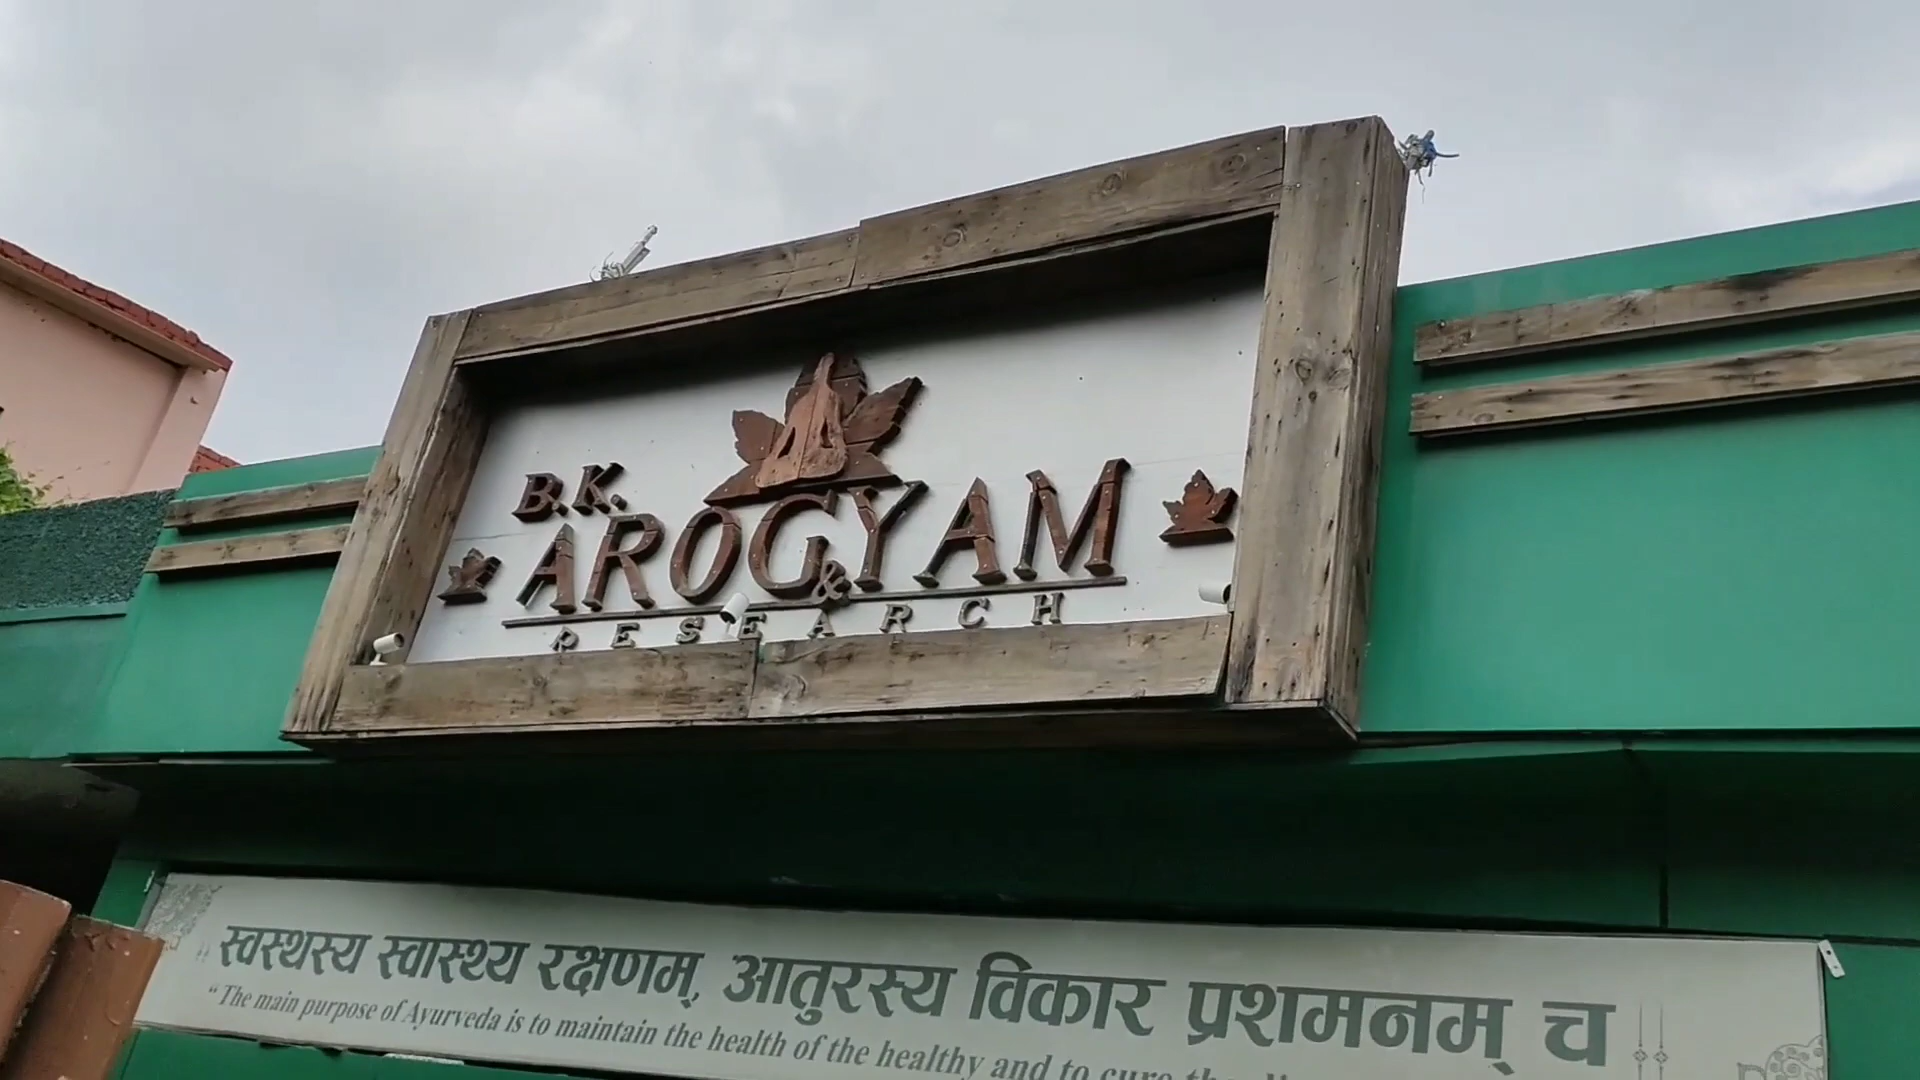 B.K.
AROGYAM
&
RESEARCH
॥ स्वस्थस्य स्वास्थ्य रक्षणम्, आतुरस्य विकार प्रशमनम् च ॥
“The main purpose of Ayurveda is to maintain the health of the healthy and to cure the